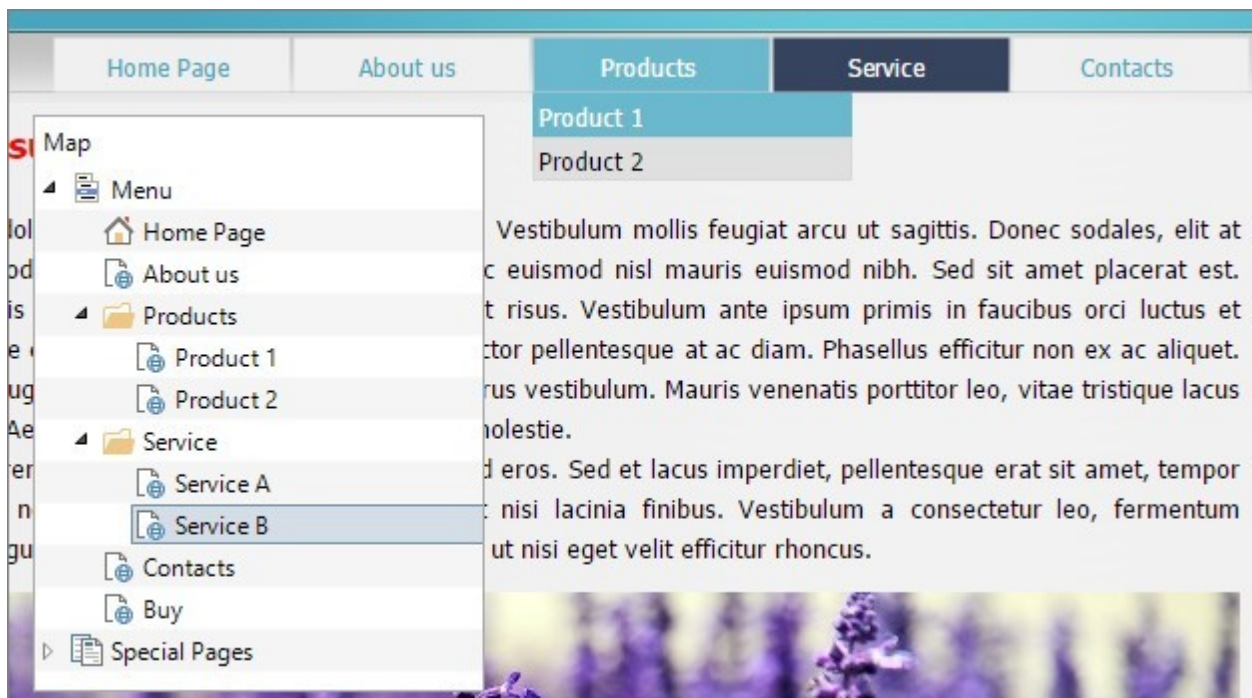 Home Page About us Products Service Contacts
Product 1
Product 2
Map
Menu
Home Page
About us
Products
Product 1
Product 2
Service
Service A
Service B
Contacts
Buy
Special Pages
Vestibulum mollis feugiat arcu ut sagittis. Donec sodales, elit at
euismod nisl mauris euismod nibh. Sed sit amet placerat est.
risus. Vestibulum ante ipsum primis in faucibus orci luctus et
pellentesque at ac diam. Phasellus efficitur non ex ac aliquet.
vestibulum. Mauris venenatis porttitor leo, vitae tristique lacus
eros. Sed et lacus imperdiet, pellentesque erat sit amet, tempor
nisi lacinia finibus. Vestibulum a consectetur leo, fermentum
ut nisi eget velit efficitur rhoncus.